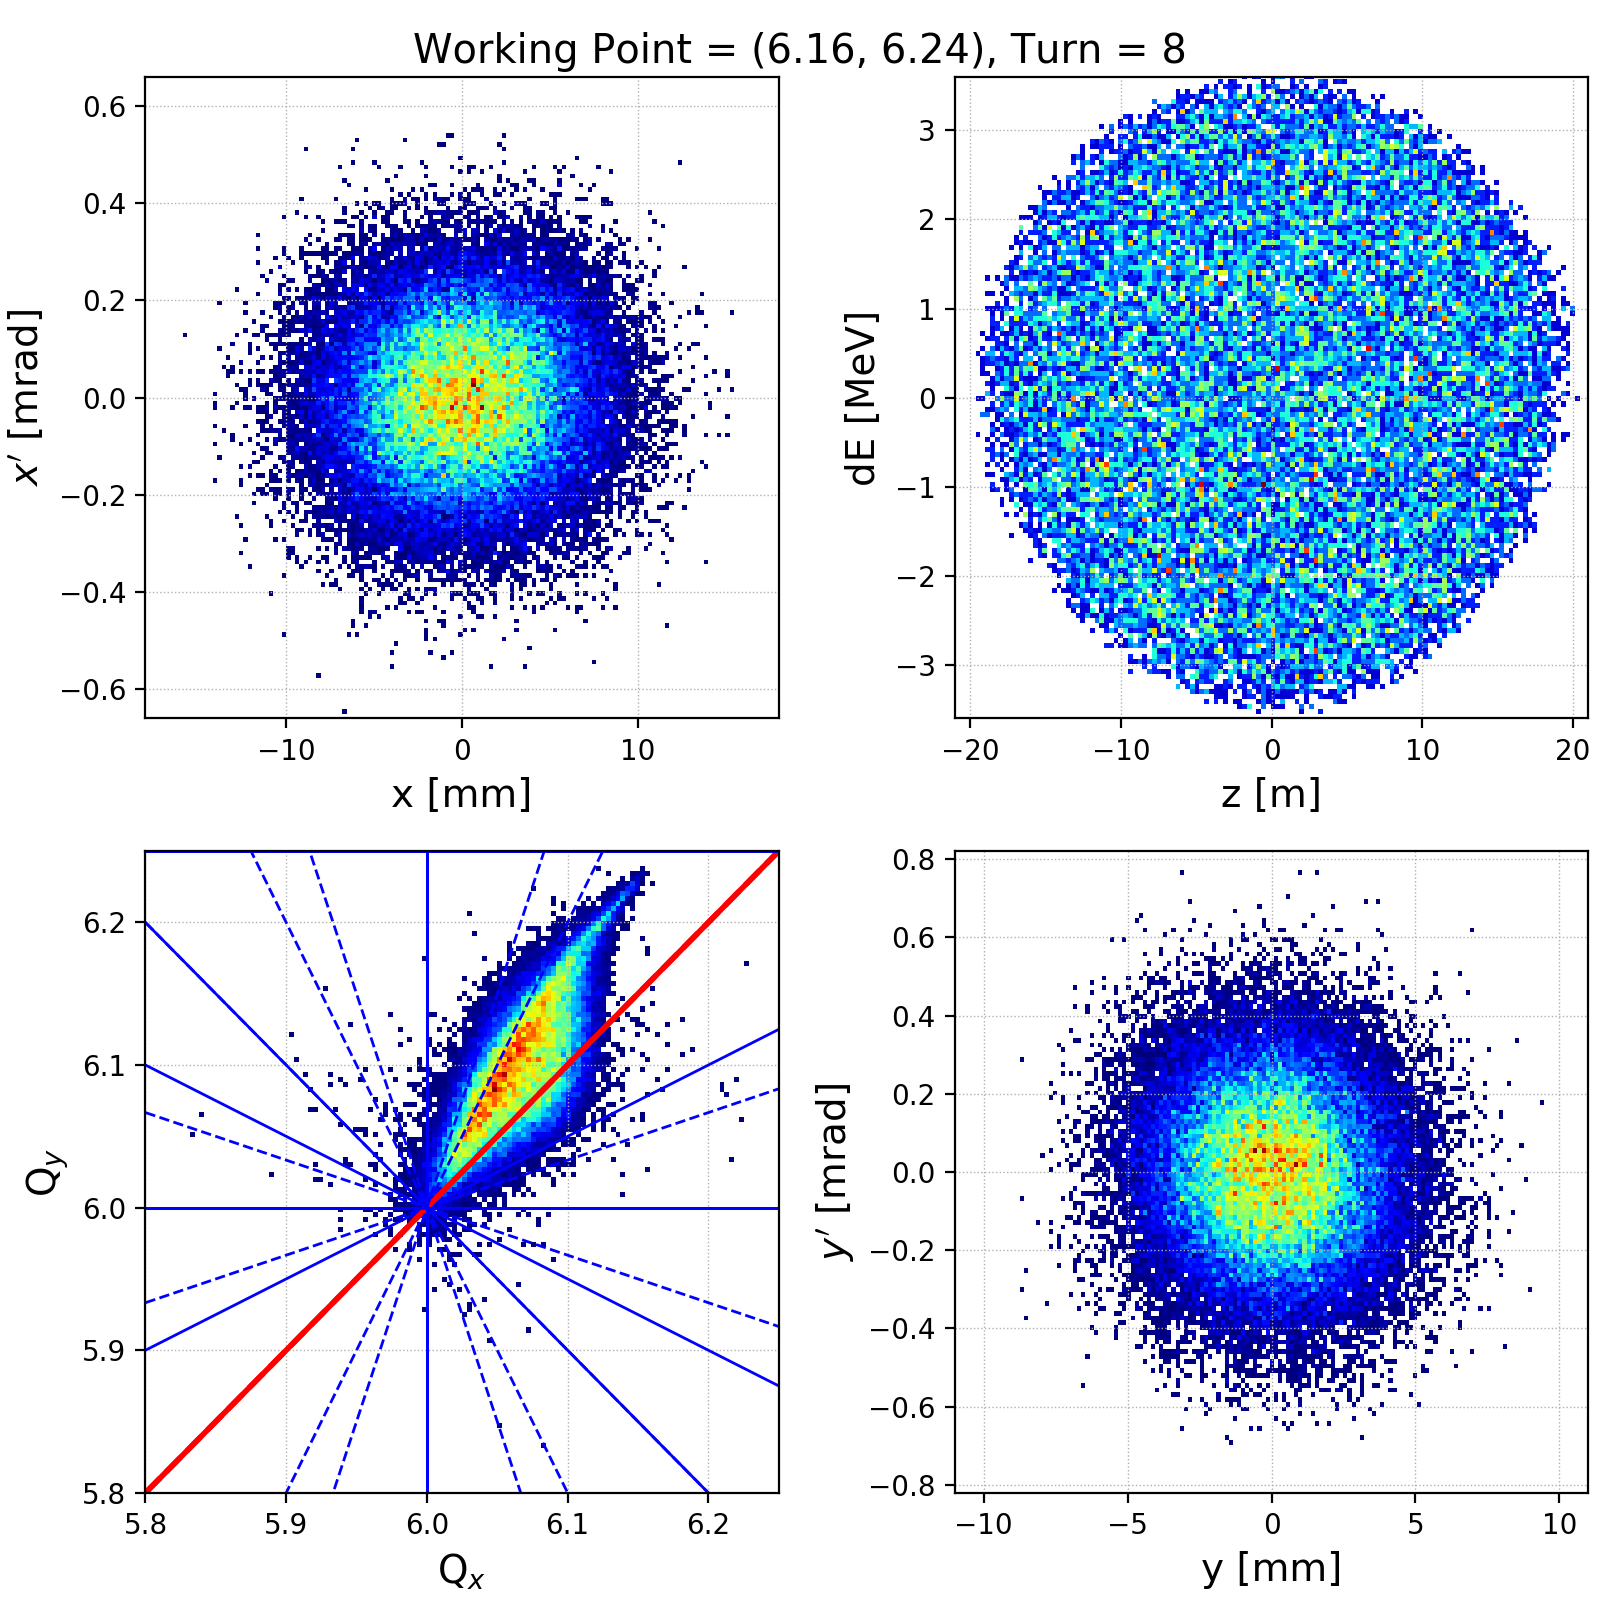 Working Point = (6.16, 6.24), Turn = 8
0.6
0.4
0.2
0.0
−0.2
−0.4
−0.6
x′ [mrad]
−10 0 10
x [mm]
3
2
1
0
−1
−2
−3
dE [MeV]
−20 −10 0 10 20
z [m]
6.2
6.1
6.0
5.9
5.8
Qy
5.8 5.9 6.0 6.1 6.2
Qx
0.8
0.6
0.4
0.2
0.0
−0.2
−0.4
−0.6
−0.8
y′ [mrad]
−10 −5 0 5 10
y [mm]